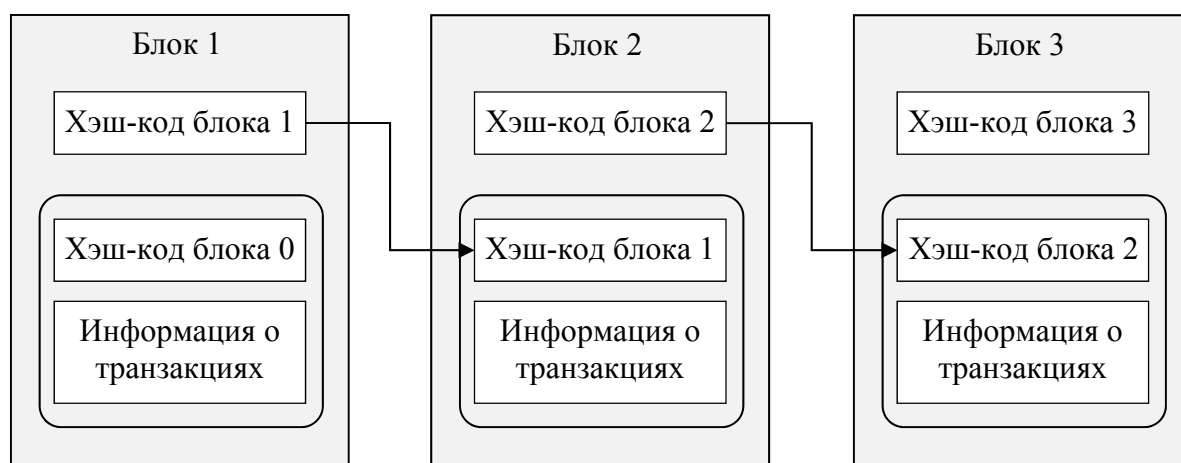 Блок 1
Хэш-код блока 1
Хэш-код блока 0
Информация о
транзакциях
Блок 2
Хэш-код блока 2
Хэш-код блока 1
Информация о
транзакциях
Блок 3
Хэш-код блока 3
Хэш-код блока 2
Информация о
транзакциях